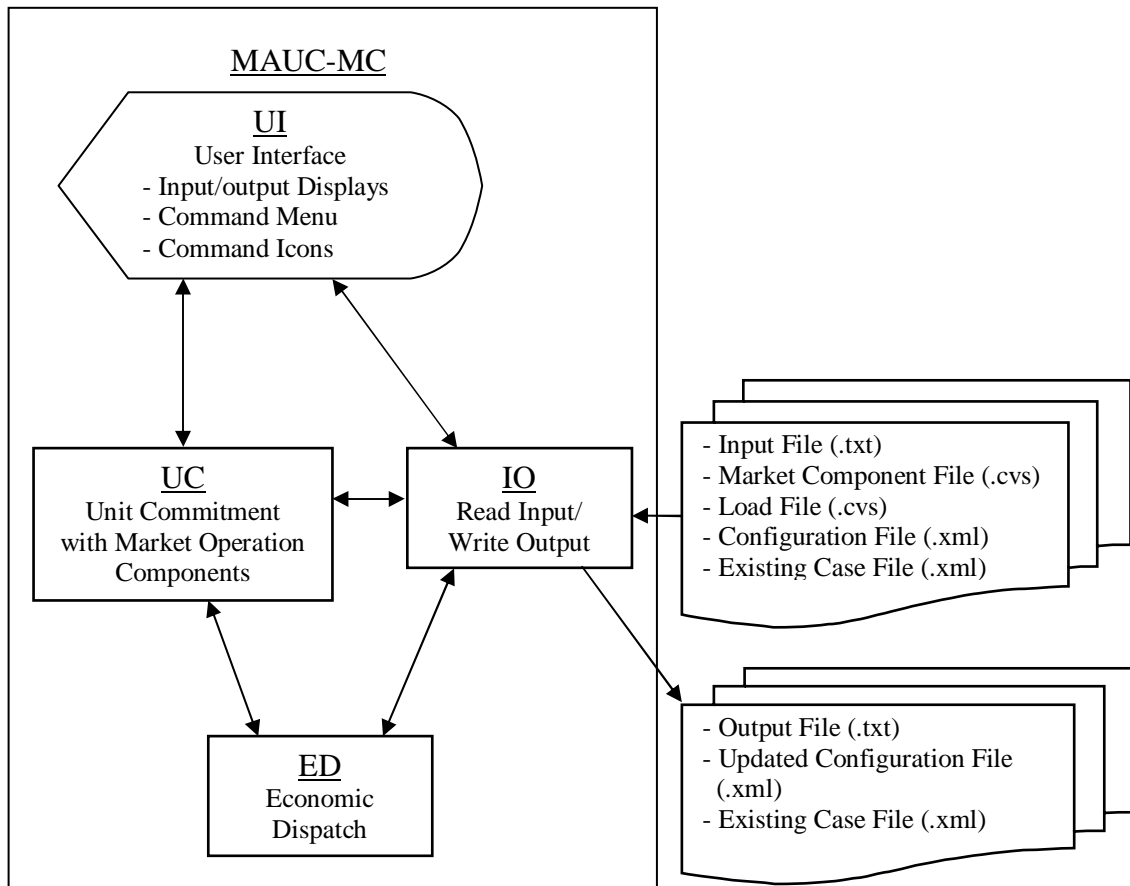 MAUC-MC
UI
User Interface
- Input/output Displays
- Command Menu
- Command Icons
UC
Unit Commitment
with Market Operation
Components
IO
Read Input/
Write Output
ED
Economic
Dispatch
- Input File (.txt)
- Market Component File (.cvs)
- Load File (.cvs)
- Configuration File (.xml)
- Existing Case File (.xml)
- Output File (.txt)
- Updated Configuration File
(.xml)
- Existing Case File (.xml)